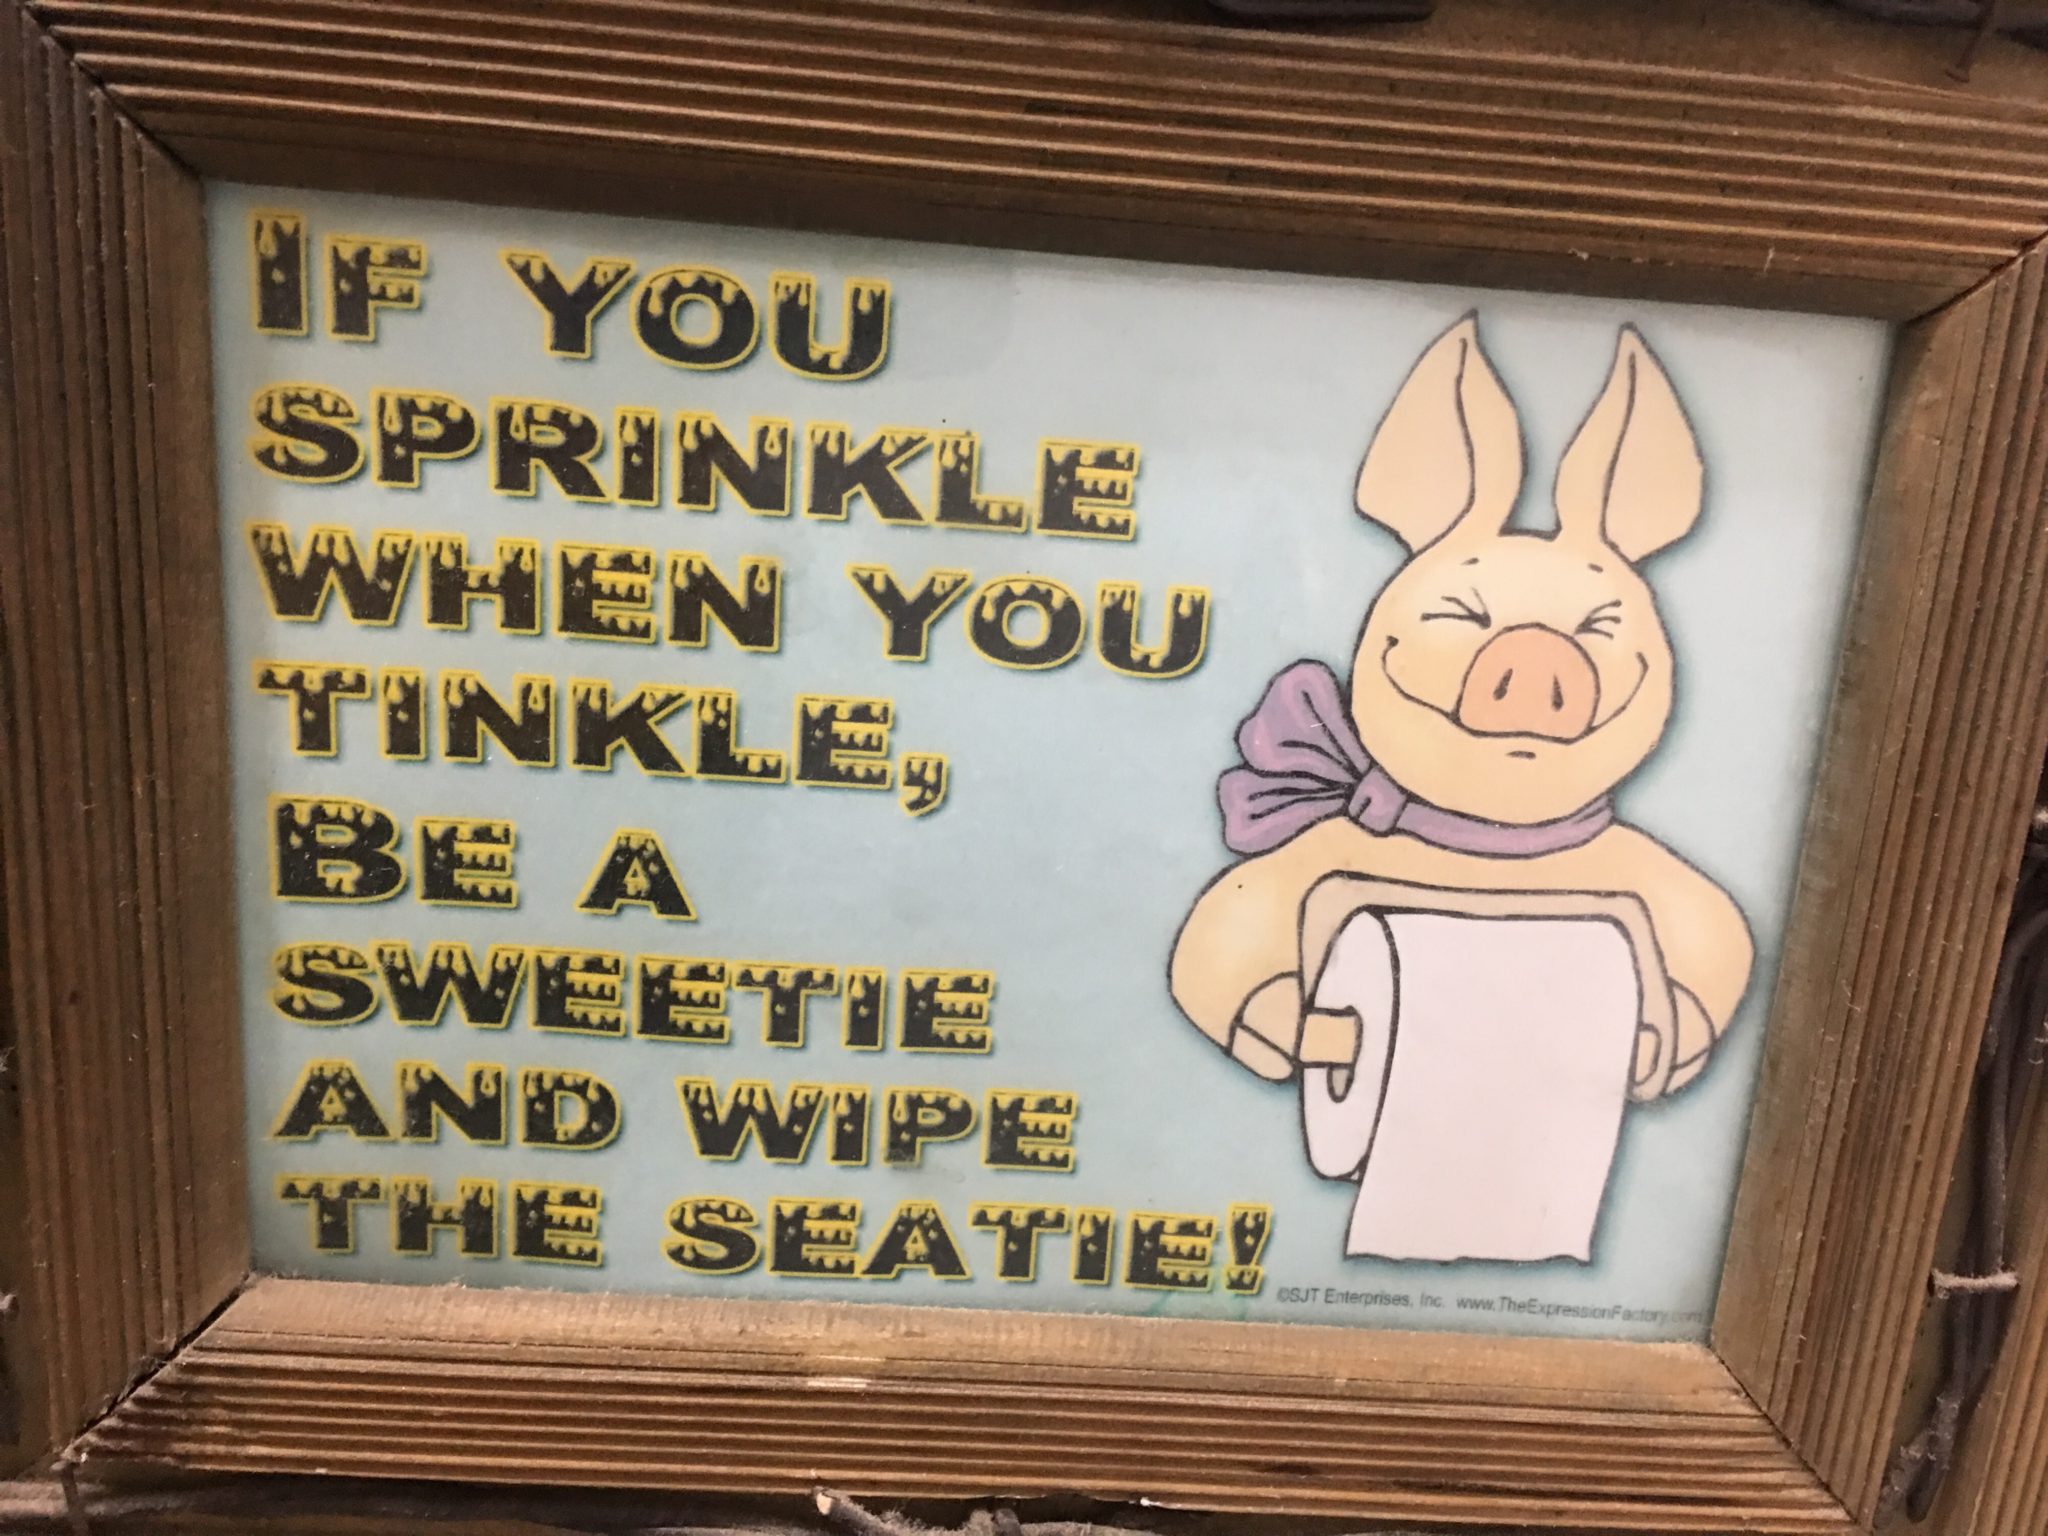 IF YOU
SPRINKLE
WHEN YOU
TINKLE,
BE A
SWEETIE
AND WIPE
THE SEATIE!
©SJT Enterprises, Inc. www.TheExpressionFactory.com